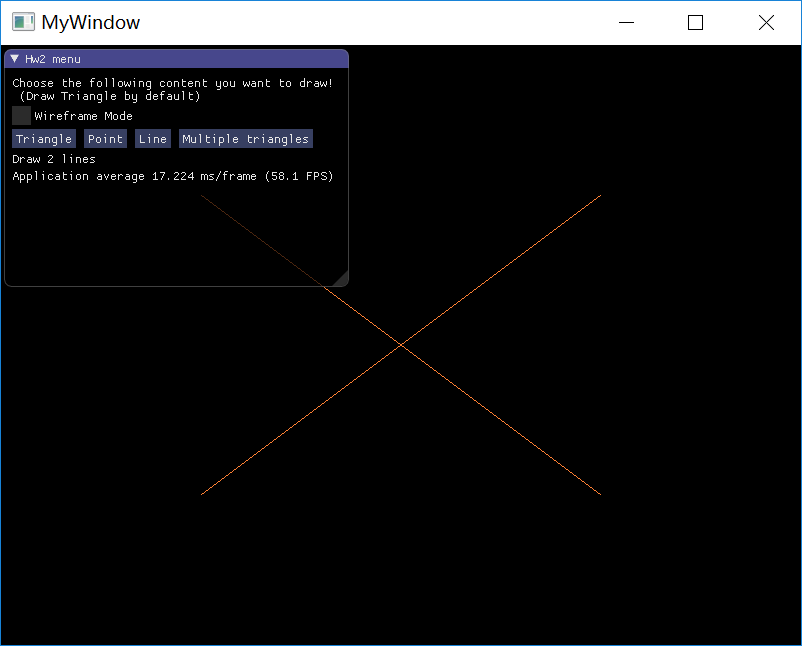 MyWindow
Hw2 menu
Choose the following content you want to draw!
(Draw Triangle by default)
Wireframe Mode
Triangle Point Line Multiple triangles
Draw 2 lines
Application average 17.224 ms/frame (58.1 FPS)